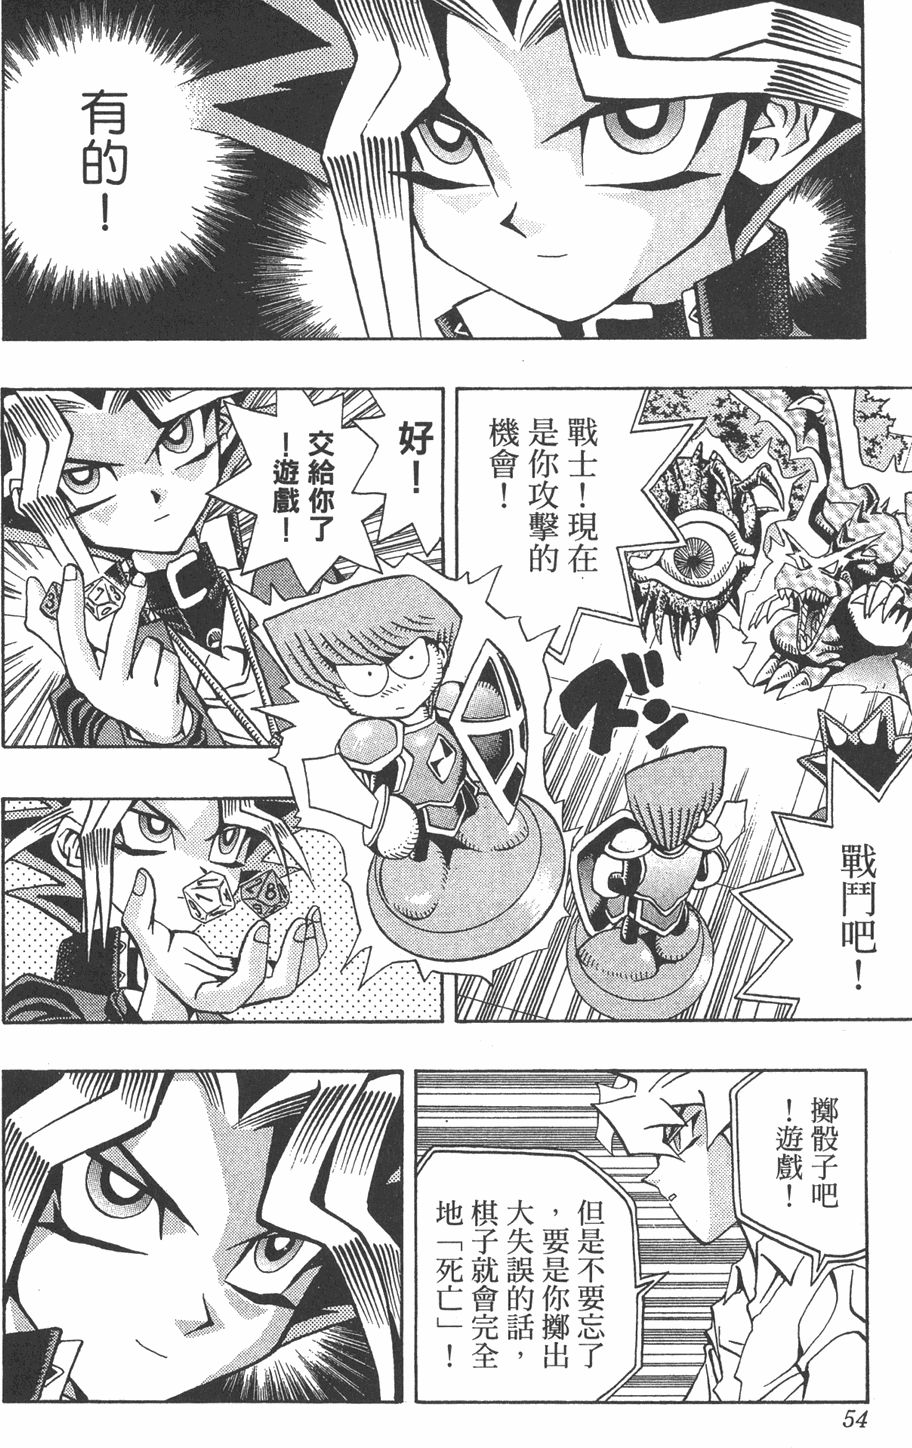 有的！
戰士！現在
是你攻擊的
機會！
ズン
戰鬥吧！
好！
交給你了
！遊戲！
擲骰子吧
！遊戲！
但是不要忘了
，要是你擲出
大失誤的話，
棋子就會完全
地「死亡」！
54